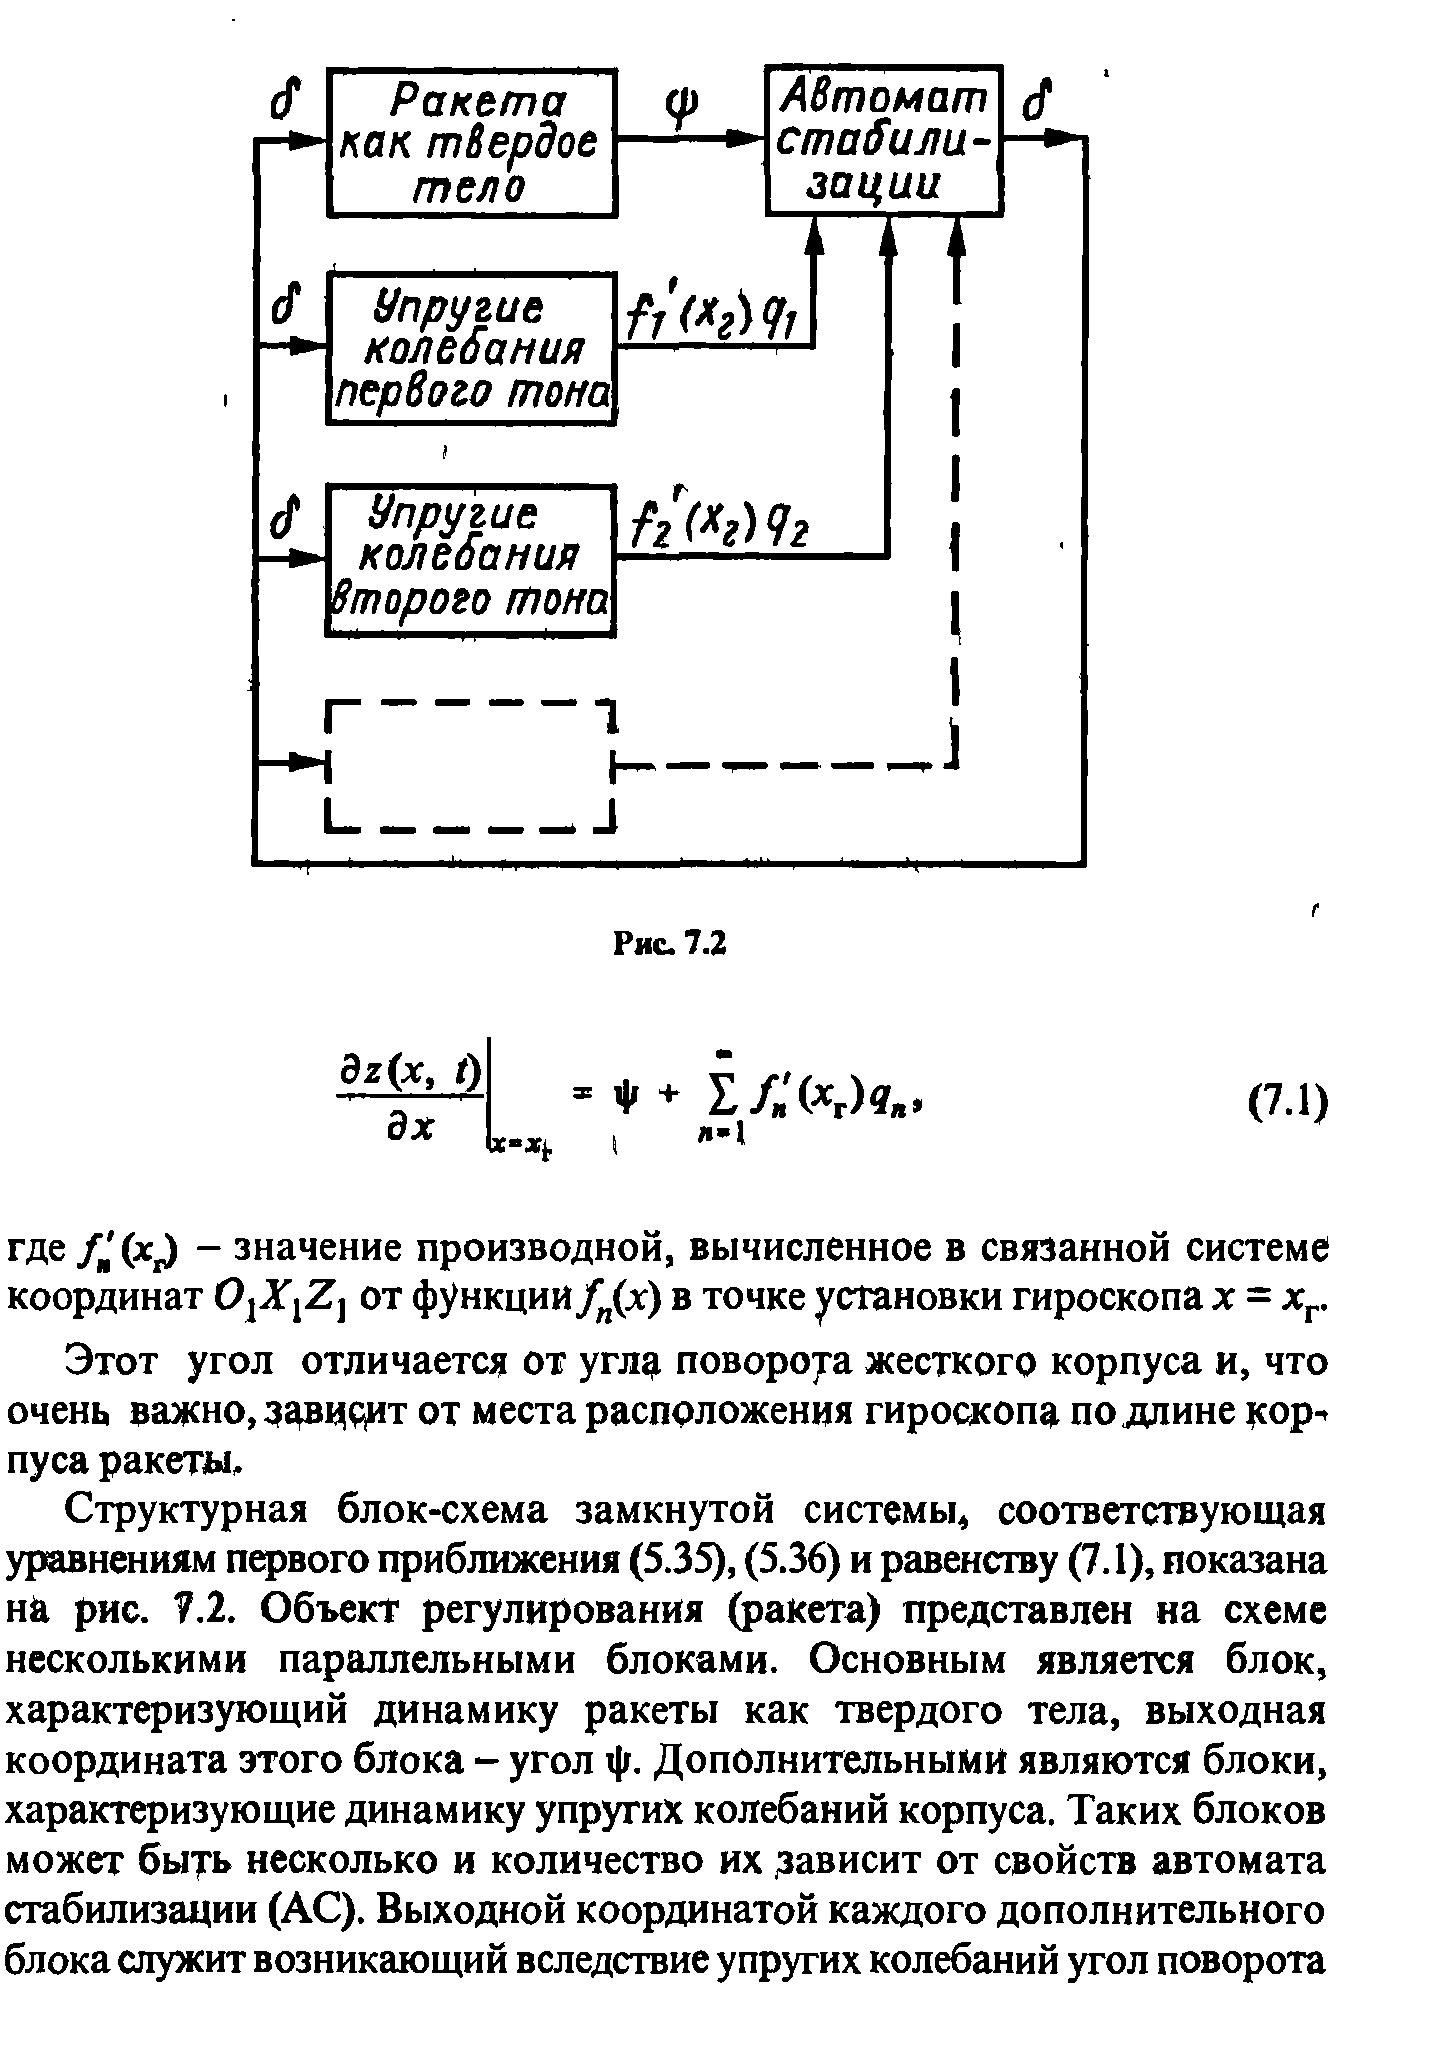 δ
Ракета
как твердое
тело
ψ
Автомат
стабили-
зации
δ
δ
Упругие
колебания
первого тона
f₁′(xг)q₁
δ
Упругие
колебания
второго тона
f₂′(xг)q₂
Рис. 7.2
∂z(x, t)/∂x |x=xг = ψ + Σ n=1 fn′(xг)qn, (7.1)
где fn′(xг) – значение производной, вычисленное в связанной системе
координат O₁X₁Z₁ от функции fn(x) в точке установки гироскопа x = xг.
Этот угол отличается от угла поворота жесткого корпуса и, что
очень важно, зависит от места расположения гироскопа по длине кор-
пуса ракеты.
Структурная блок-схема замкнутой системы, соответствующая
уравнениям первого приближения (5.35), (5.36) и равенству (7.1), показана
на рис. 7.2. Объект регулирования (ракета) представлен на схеме
несколькими параллельными блоками. Основным является блок,
характеризующий динамику ракеты как твердого тела, выходная
координата этого блока – угол ψ. Дополнительными являются блоки,
характеризующие динамику упругих колебаний корпуса. Таких блоков
может быть несколько и количество их зависит от свойств автомата
стабилизации (АС). Выходной координатой каждого дополнительного
блока служит возникающий вследствие упругих колебаний угол поворота